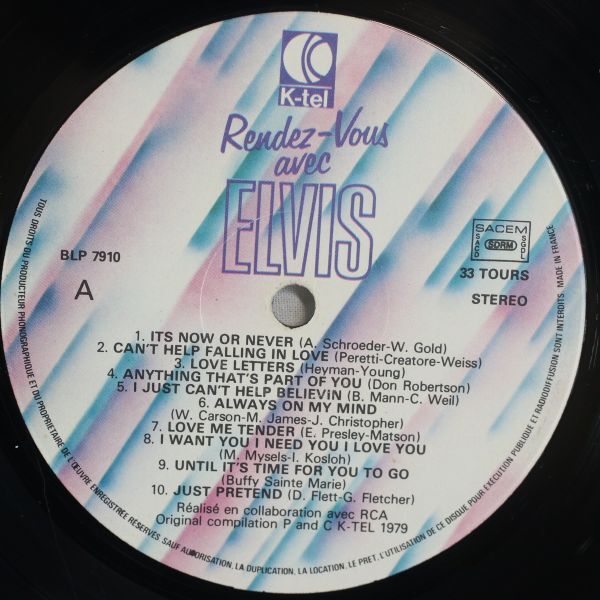 K-tel
Rendez-Vous
avec
ELVIS
BLP 7910
A
SACEM
SACD
SDRM
SGDL
33 TOURS
STEREO
1. ITS NOW OR NEVER (A. Schroeder-W. Gold)
2. CAN'T HELP FALLING IN LOVE (Peretti-Creatore-Weiss)
3. LOVE LETTERS (Heyman-Young)
4. ANYTHING THAT'S PART OF YOU (Don Robertson)
5. I JUST CAN'T HELP BELIEVIN (B. Mann-C. Weil)
6. ALWAYS ON MY MIND
(W. Carson-M. James-J. Christopher)
7. LOVE ME TENDER (E. Presley-Matson)
8. I WANT YOU I NEED YOU I LOVE YOU
(M. Mysels-I. Kosloh)
9. UNTIL IT'S TIME FOR YOU TO GO
(Buffy Sainte Marie)
10. JUST PRETEND (D. Flett-G. Fletcher)
Réalisé en collaboration avec RCA
Original compilation P and C K-TEL 1979
TOUS DROITS DU PRODUCTEUR PHONOGRAPHIQUE ET DU PROPRIETAIRE DE L'ŒUVRE ENREGISTRÉE RESERVES SAUF AUTORISATION, LA DUPLICATION, LA LOCATION, LE PRET, L'UTILISATION DE CE DISQUE POUR EXÉCUTION PUBLIQUE ET RADIODIFFUSION SONT INTERDITS. MADE IN FRANCE